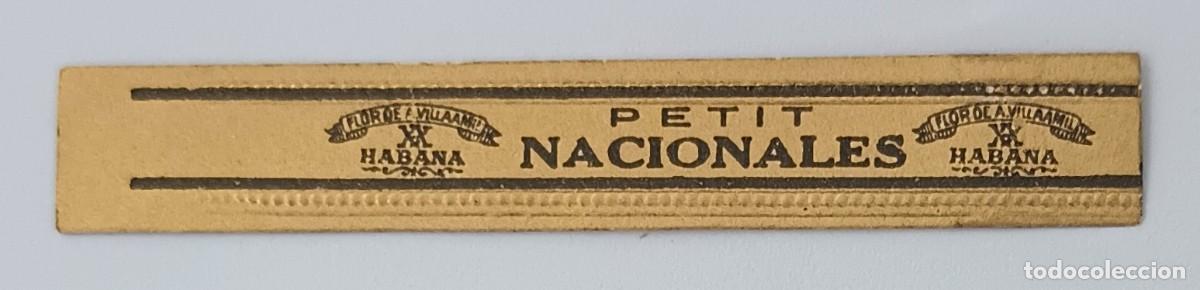 FLOR DE A. VILLAAMIL
HABANA
PETIT
NACIONALES
FLOR DE A. VILLAAMIL
HABANA
todocoleccion